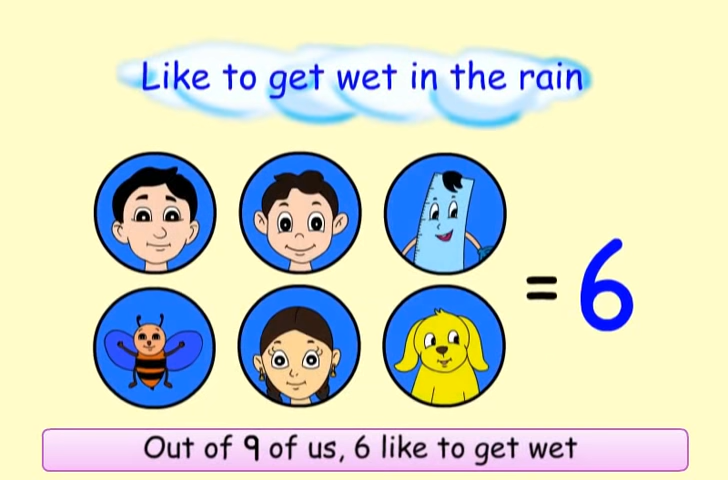 Like to get wet in the rain
= 6
Out of 9 of us, 6 like to get wet